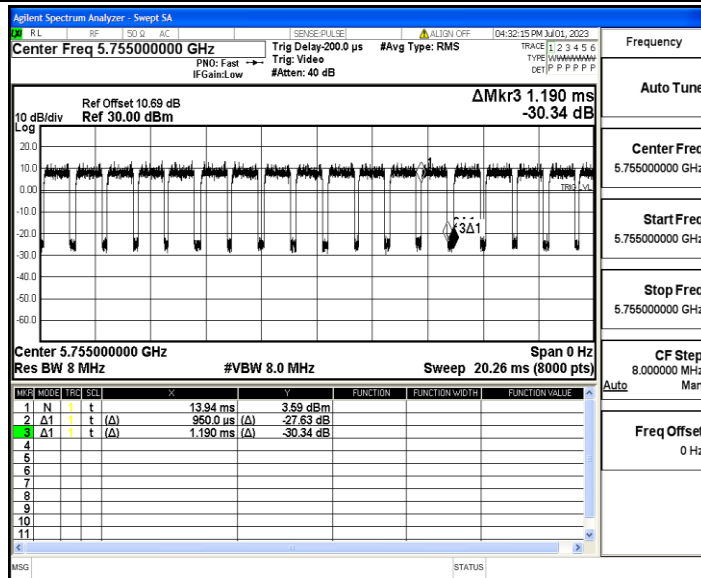 Agilent Spectrum Analyzer - Swept SA
RL RF 50 Ω AC SENSE:PULSE ALIGN OFF 04:32:15 PM Jul 01, 2023
Center Freq 5.755000000 GHz
PNO: Fast
IFGain:Low
Trig Delay-200.0 µs
Trig: Video
#Atten: 40 dB
#Avg Type: RMS
TRACE 1 2 3 4 5 6
TYPE
DET P P P P P P
Ref Offset 10.69 dB
10 dB/div Ref 30.00 dBm
Log
ΔMkr3 1.190 ms
-30.34 dB
20.0
10.0
0.00
-10.0
-20.0
-30.0
-40.0
-50.0
-60.0
1
TRIG LVL
3Δ1
Center 5.755000000 GHz Span 0 Hz
Res BW 8 MHz #VBW 8.0 MHz Sweep 20.26 ms (8000 pts)
MKR MODE TRC SCL X Y FUNCTION FUNCTION WIDTH FUNCTION VALUE
1 N 1 t 13.94 ms 3.59 dBm
2 Δ1 1 t (Δ) 950.0 µs (Δ) -27.63 dB
3 Δ1 1 t (Δ) 1.190 ms (Δ) -30.34 dB
4
5
6
7
8
9
10
11
MSG STATUS
Frequency
Auto Tune
Center Freq
5.755000000 GHz
Start Freq
5.755000000 GHz
Stop Freq
5.755000000 GHz
CF Step
8.000000 MHz
Auto Man
Freq Offset
0 Hz